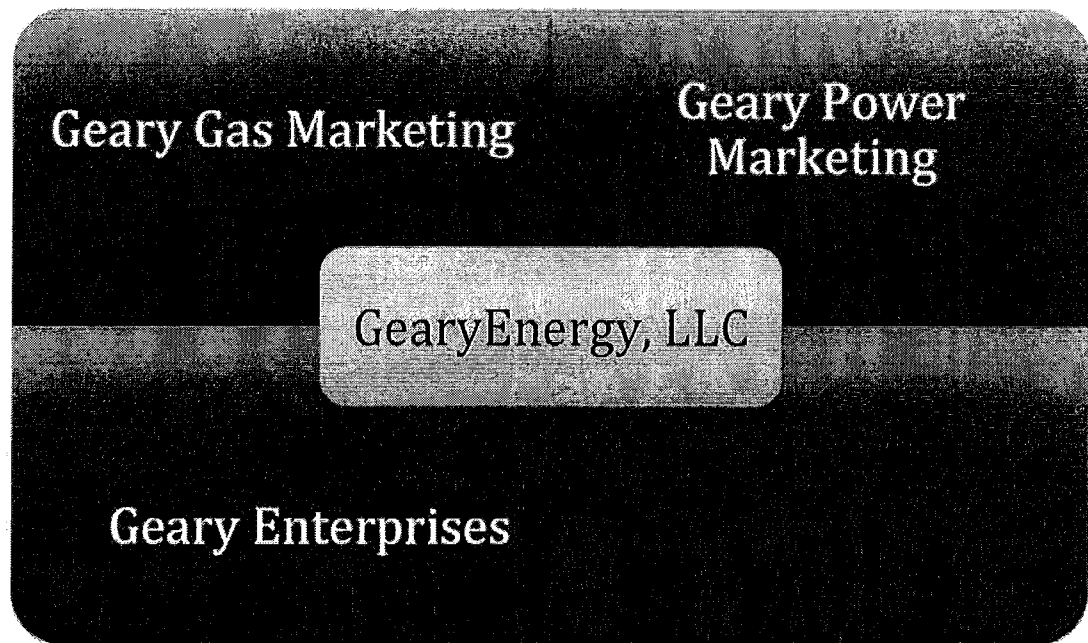 Geary Gas Marketing
Geary Power
Marketing
GearyEnergy, LLC
Geary Enterprises